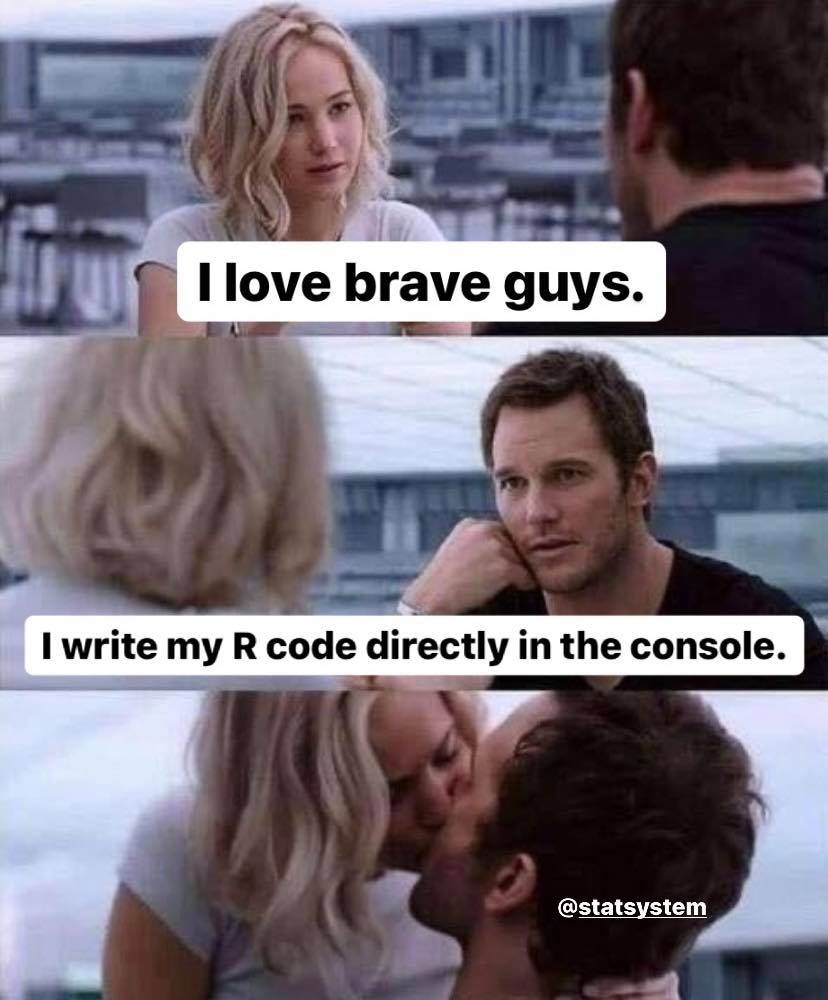 I love brave guys.
I write my R code directly in the console.
@statsystem